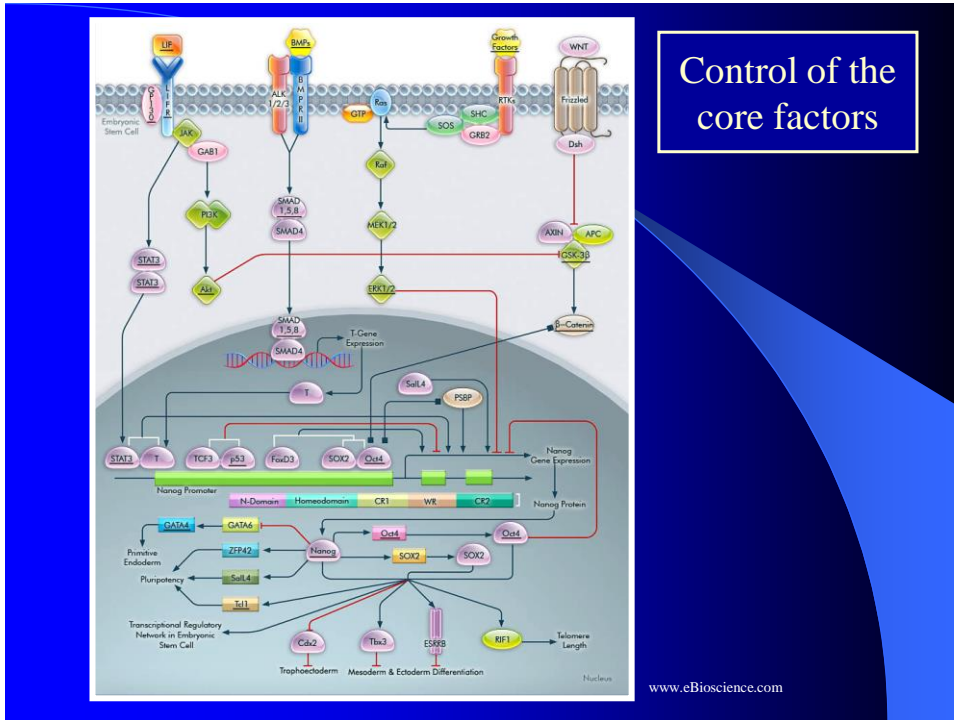 Control of the
core factors
LIF
BMPs
Growth
Factors
WNT
GP130
LIFR
ALK
1/2/3
BMPRII
GTP
Ras
SOS
SHC
GRB2
RTKs
Frizzled
Embryonic
Stem Cell
JAK
GAB1
Dsh
Raf
PI3K
SMAD
1,5,8
SMAD4
MEK1/2
AXIN
APC
GSK-3β
STAT3
STAT3
Akt
ERK1/2
SMAD
1,5,8
SMAD4
T-Gene
Expression
β-Catenin
T
SalL4
PSBP
STAT3
T
TCF3
p53
FoxD3
SOX2
Oct4
Nanog
Gene Expression
Nanog Promoter
N-Domain
Homeodomain
CR1
WR
CR2
Nanog Protein
GATA4
GATA6
Oct4
Oct4
Primitive
Endoderm
ZFP42
Nanog
SOX2
SOX2
Pluripotency
SalL4
Tcl1
Transcriptional Regulatory
Network in Embryonic
Stem Cell
Cdx2
Tbx3
ESRRB
RIF1
Telomere
Length
Trophoectoderm
Mesoderm & Ectoderm Differentiation
Nucleus
www.eBioscience.com